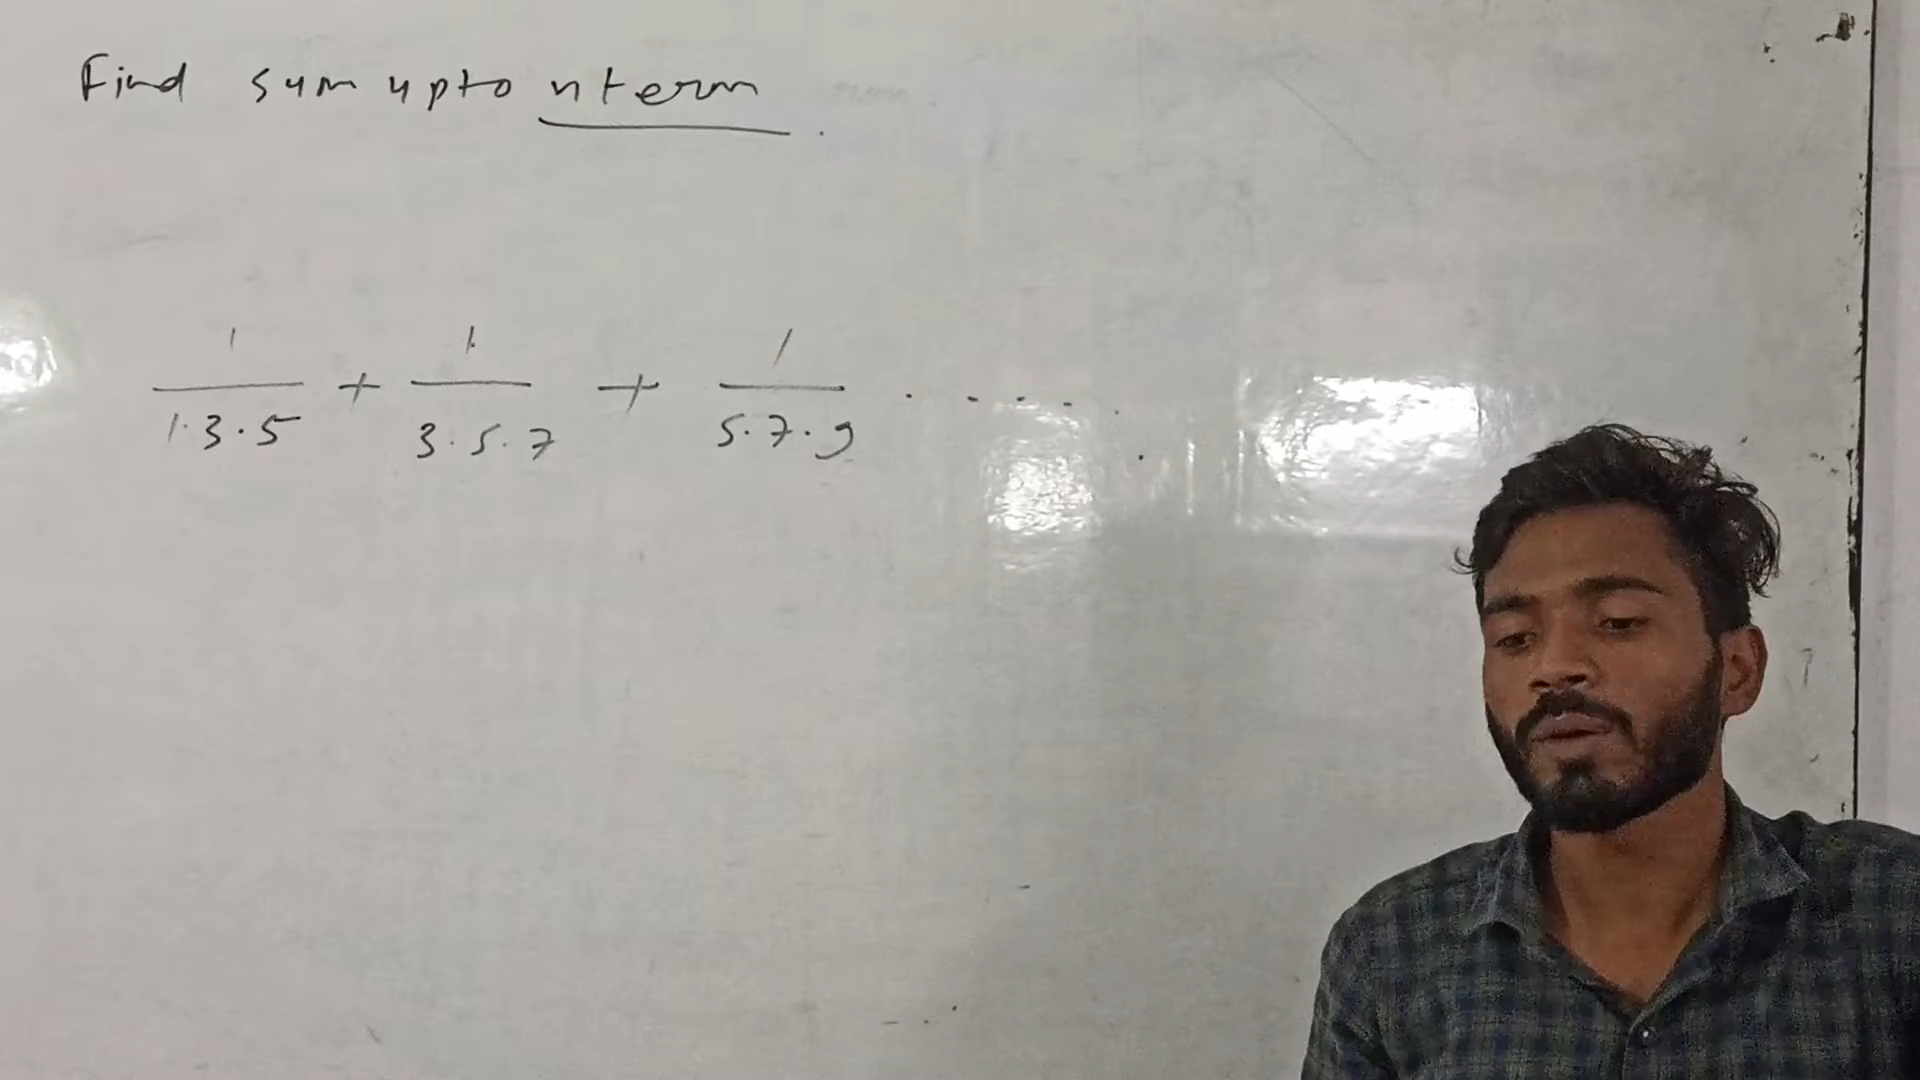 Find sum upto n term.
1/1.3.5 + 1/3.5.7 + 1/5.7.9 . . . . . .